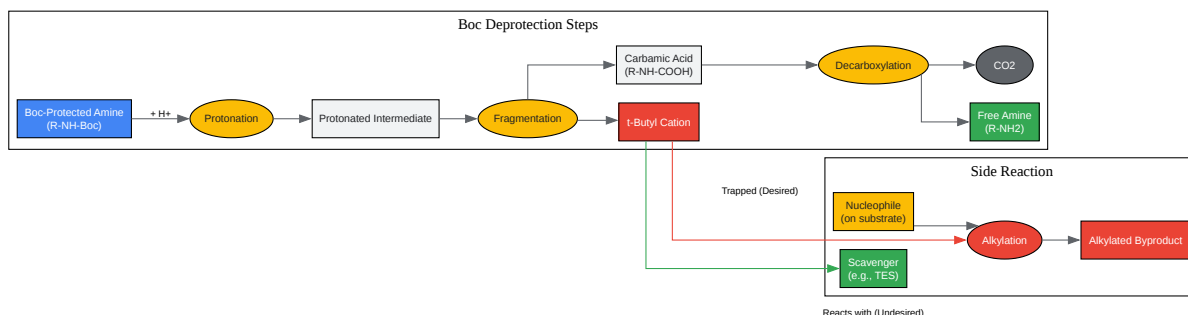 Boc Deprotection Steps
Boc-Protected Amine
(R-NH-Boc)
+ H+
Protonation
Protonated Intermediate
Fragmentation
Carbamic Acid
(R-NH-COOH)
t-Butyl Cation
Decarboxylation
CO2
Free Amine
(R-NH2)
Side Reaction
Trapped (Desired)
Nucleophile
(on substrate)
Alkylation
Alkylated Byproduct
Scavenger
(e.g., TES)
Reacts with (Undesired)